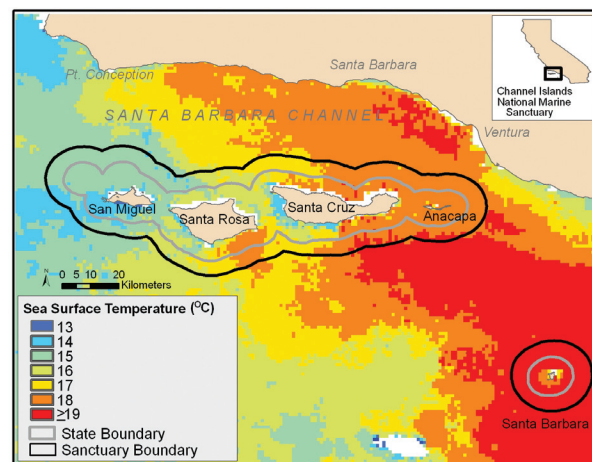 Santa Barbara
Pt. Conception
SANTA BARBARA CHANNEL
Ventura
Channel Islands
National Marine
Sanctuary
San Miguel
Santa Rosa
Santa Cruz
Anacapa
N
0 5 10 20
Kilometers
Sea Surface Temperature (°C)
13
14
15
16
17
18
≥19
State Boundary
Sanctuary Boundary
Santa Barbara